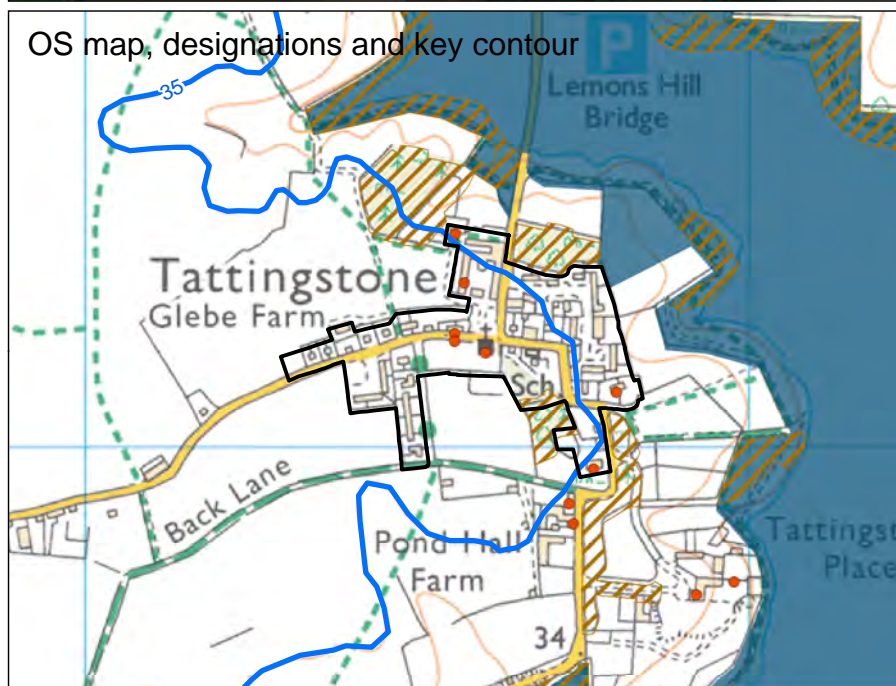 OS map, designations and key contour
P
Lemons Hill
Bridge
35
Tattingstone
Glebe Farm
Sch
Back Lane
Pond Hall
Farm
Tattingst
Place
34